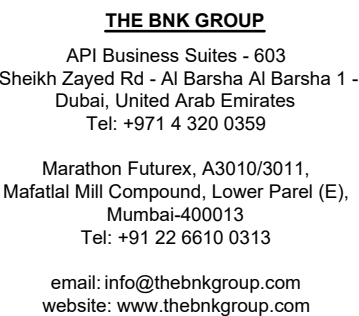 THE BNK GROUP
API Business Suites - 603
Sheikh Zayed Rd - Al Barsha Al Barsha 1 -
Dubai, United Arab Emirates
Tel: +971 4 320 0359
Marathon Futurex, A3010/3011,
Mafatlal Mill Compound, Lower Parel (E),
Mumbai-400013
Tel: +91 22 6610 0313
email: info@thebnkgroup.com
website: www.thebnkgroup.com